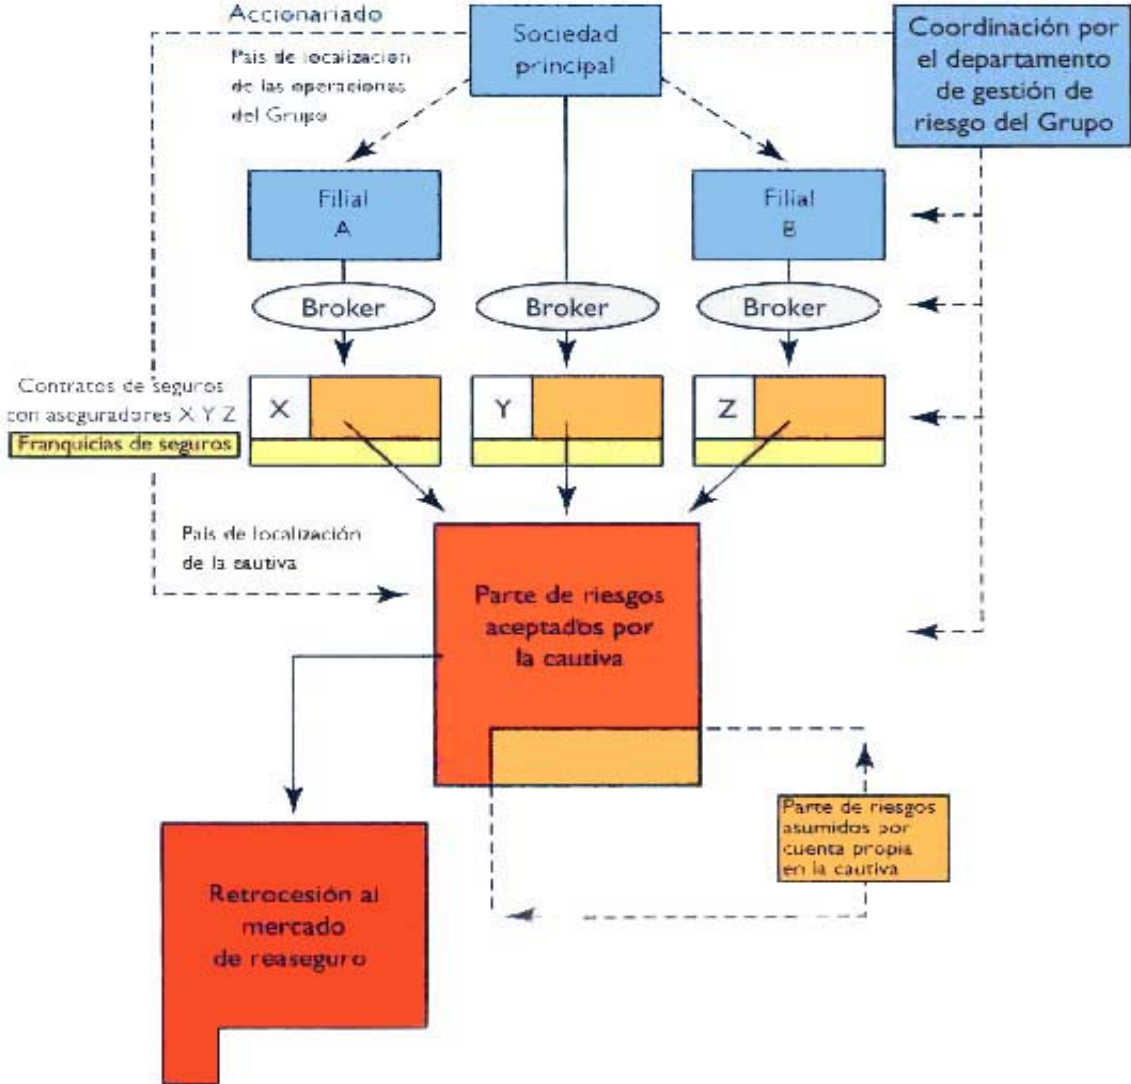 Accionariado
Sociedad
principal
Coordinación por
el departamento
de gestión de
riesgo del Grupo
País de localización
de las operaciones
del Grupo
Filial
A
Filial
B
Broker
Broker
Broker
Contratos de seguros
con aseguradores X Y Z
Franquicias de seguros
X
Y
Z
País de localización
de la cautiva
Parte de riesgos
aceptados por
la cautiva
Parte de riesgos
asumidos por
cuenta propia
en la cautiva
Retrocesión al
mercado
de reaseguro